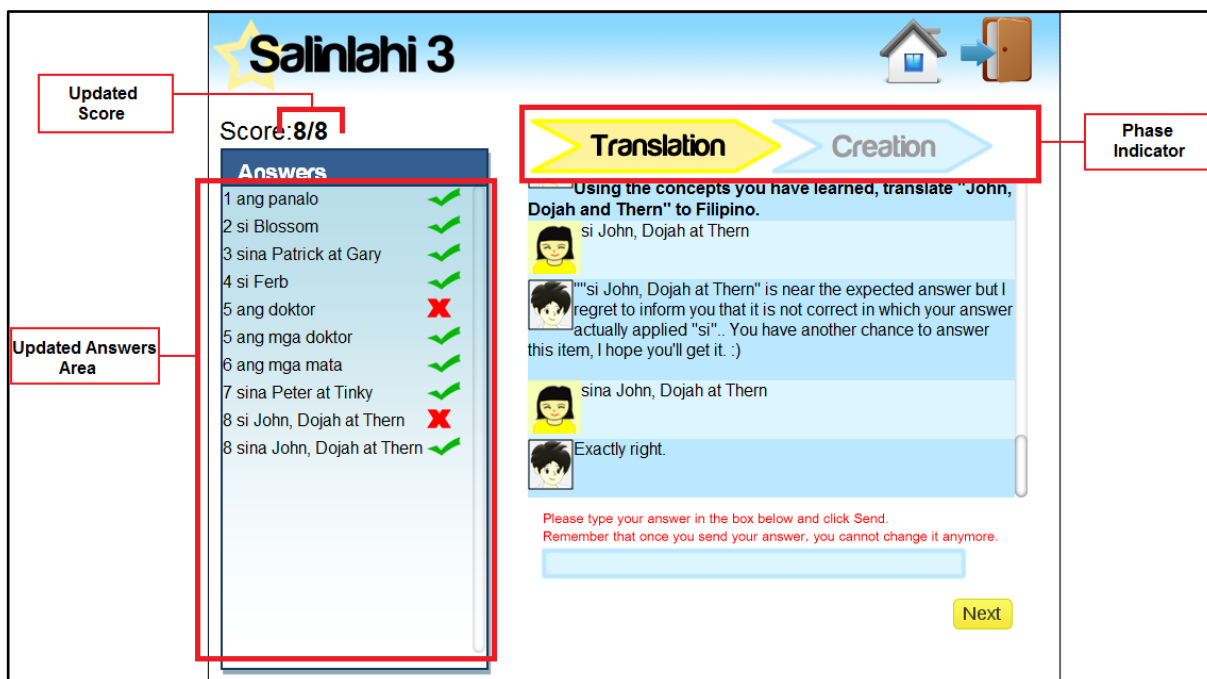 Salinlahi 3
Updated
Score
Score:8/8
Translation
Creation
Phase
Indicator
Answers
1 ang panalo
2 si Blossom
3 sina Patrick at Gary
4 si Ferb
5 ang doktor
5 ang mga doktor
6 ang mga mata
7 sina Peter at Tinky
8 si John, Dojah at Thern
8 sina John, Dojah at Thern
Updated Answers
Area
Using the concepts you have learned, translate "John,
Dojah and Thern" to Filipino.
si John, Dojah at Thern
""si John, Dojah at Thern" is near the expected answer but I
regret to inform you that it is not correct in which your answer
actually applied "si".. You have another chance to answer
this item, I hope you'll get it. :)
sina John, Dojah at Thern
Exactly right.
Please type your answer in the box below and click Send.
Remember that once you send your answer, you cannot change it anymore.
Next